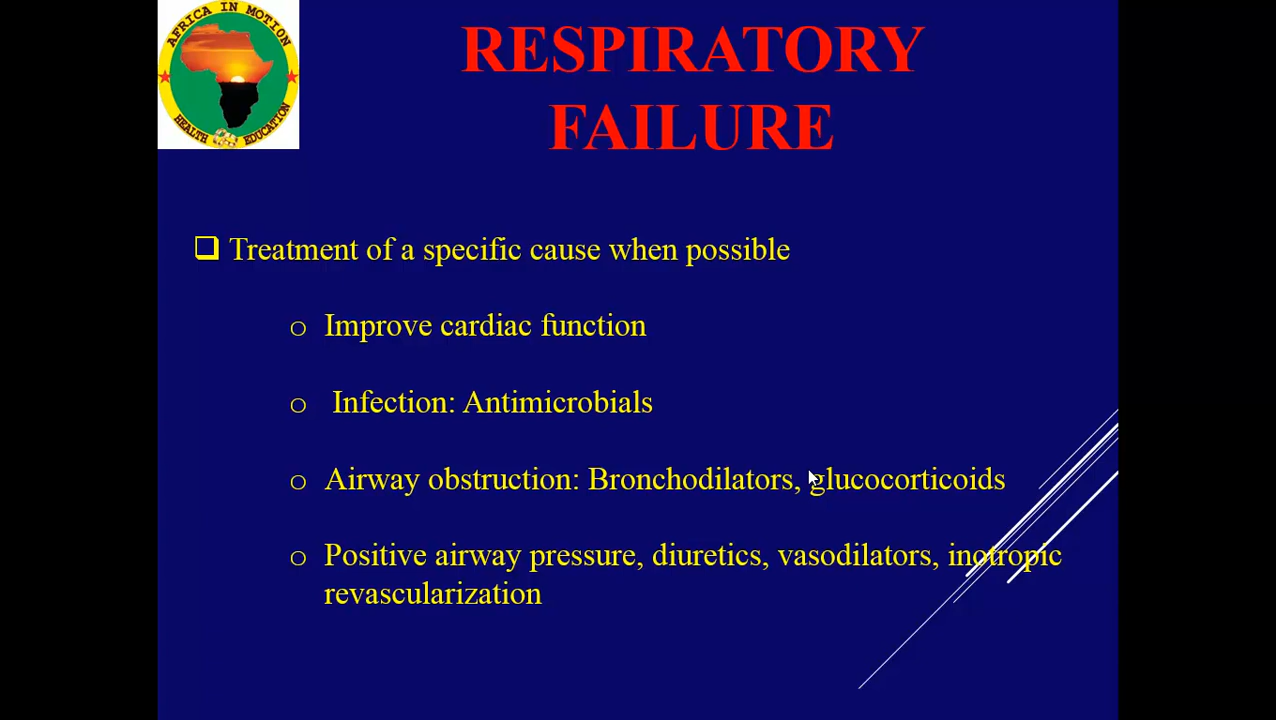 AFRICA IN MOTION
HEALTH EDUCATION
RESPIRATORY
FAILURE
Treatment of a specific cause when possible
o Improve cardiac function
o Infection: Antimicrobials
o Airway obstruction: Bronchodilators, glucocorticoids
o Positive airway pressure, diuretics, vasodilators, inotropic
revascularization